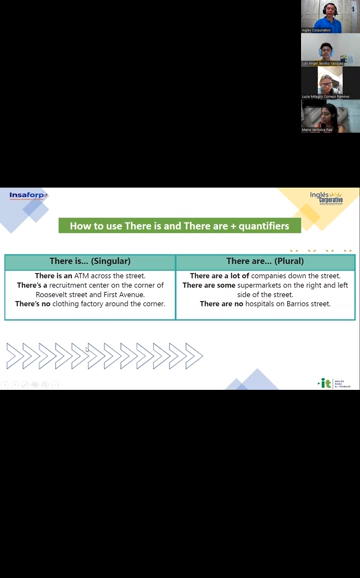 Inglés Corporativo
Insaforp
Inglés
Corporativo
How to use There is and There are + quantifiers
There is... (Singular)
There are... (Plural)
There is an ATM across the street.
There's a recruitment center on the corner of
Roosevelt street and First Avenue.
There's no clothing factory around the corner.
There are a lot of companies down the street.
There are some supermarkets on the right and left
side of the street.
There are no hospitals on Barrios street.
it